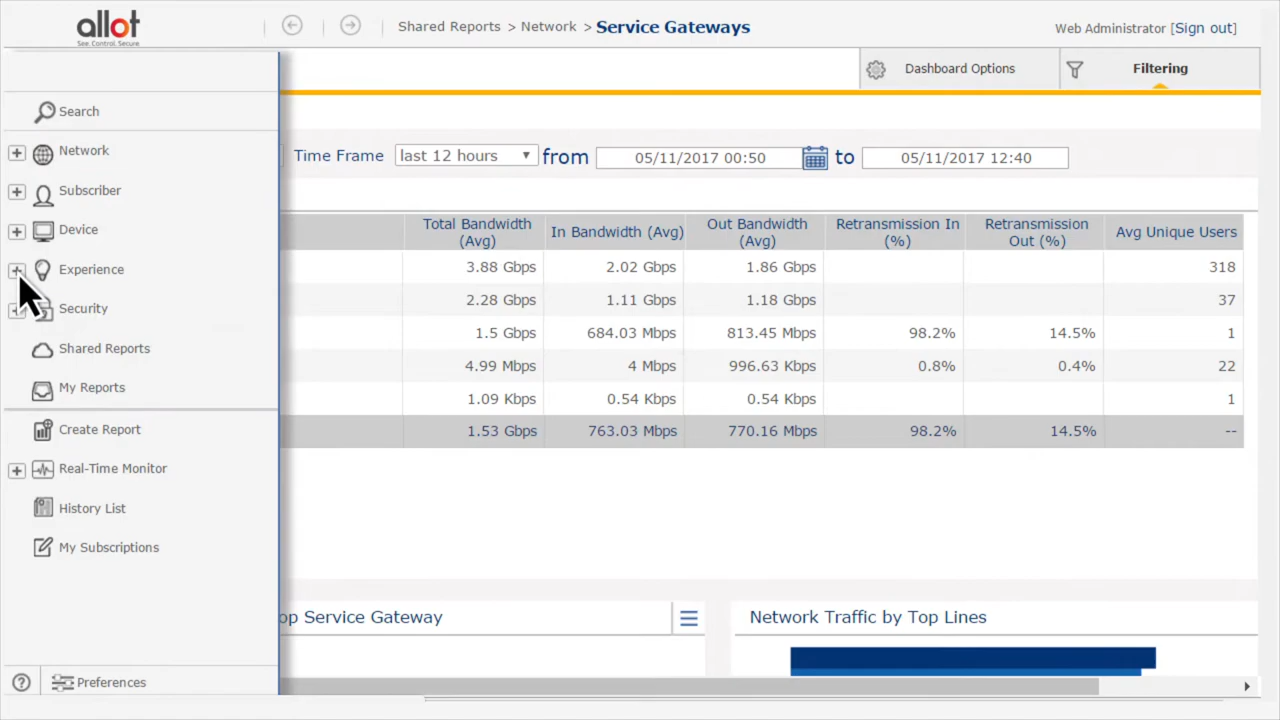 allot
See. Control. Secure.
Shared Reports > Network > Service Gateways
Web Administrator [Sign out]
Dashboard Options
Filtering
Search
Network
Subscriber
Device
Experience
Security
Shared Reports
My Reports
Create Report
Real-Time Monitor
History List
My Subscriptions
Preferences
Time Frame last 12 hours from 05/11/2017 00:50 to 05/11/2017 12:40
Total Bandwidth (Avg) In Bandwidth (Avg) Out Bandwidth (Avg) Retransmission In (%) Retransmission Out (%) Avg Unique Users
3.88 Gbps 2.02 Gbps 1.86 Gbps 318
2.28 Gbps 1.11 Gbps 1.18 Gbps 37
1.5 Gbps 684.03 Mbps 813.45 Mbps 98.2% 14.5% 1
4.99 Mbps 4 Mbps 996.63 Kbps 0.8% 0.4% 22
1.09 Kbps 0.54 Kbps 0.54 Kbps 1
1.53 Gbps 763.03 Mbps 770.16 Mbps 98.2% 14.5% --
op Service Gateway
Network Traffic by Top Lines